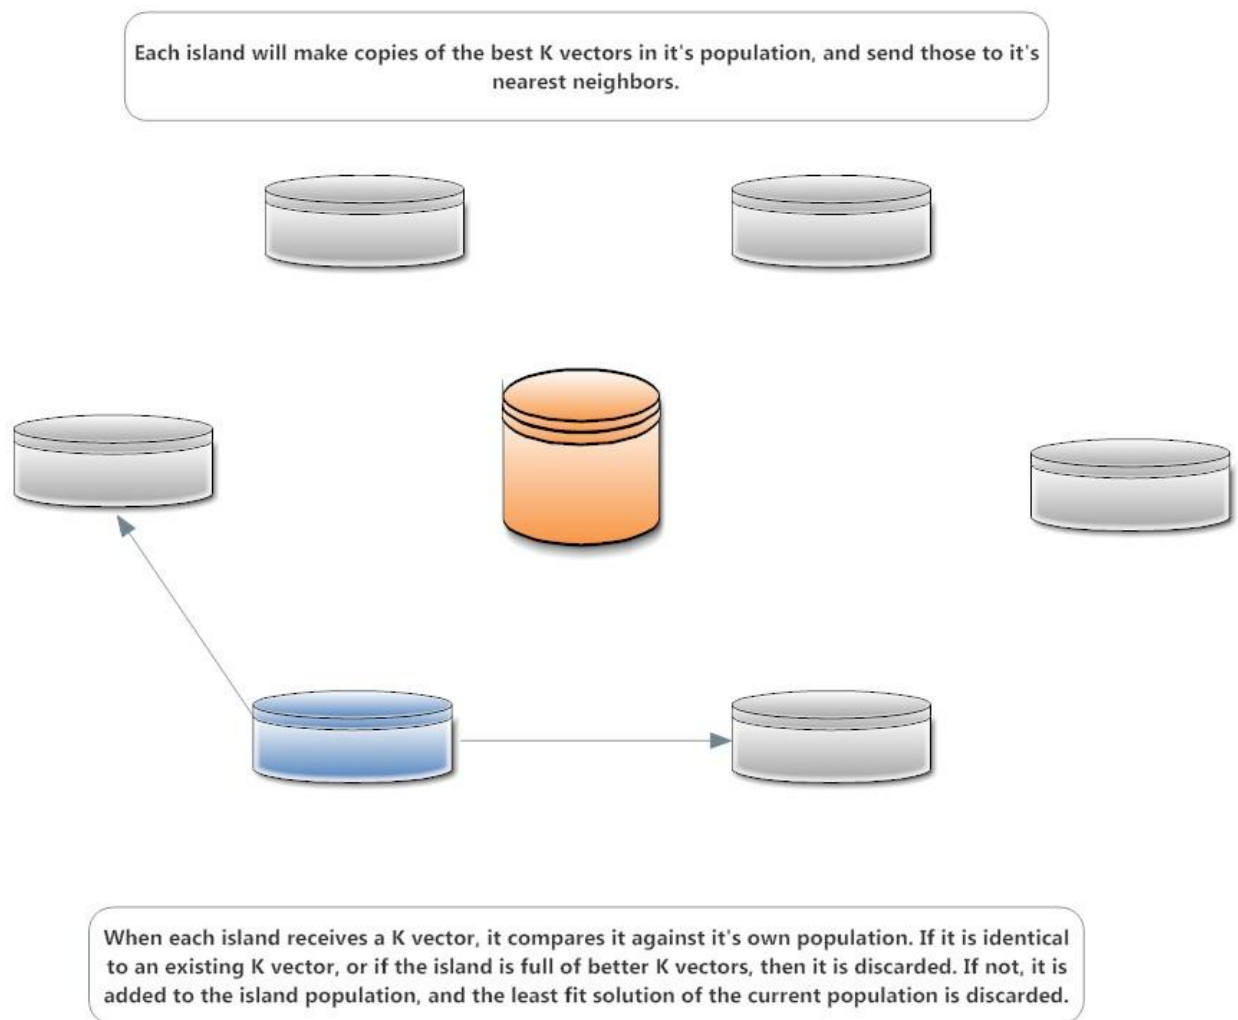 Each island will make copies of the best K vectors in it's population, and send those to it's
nearest neighbors.
When each island receives a K vector, it compares it against it's own population. If it is identical
to an existing K vector, or if the island is full of better K vectors, then it is discarded. If not, it is
added to the island population, and the least fit solution of the current population is discarded.